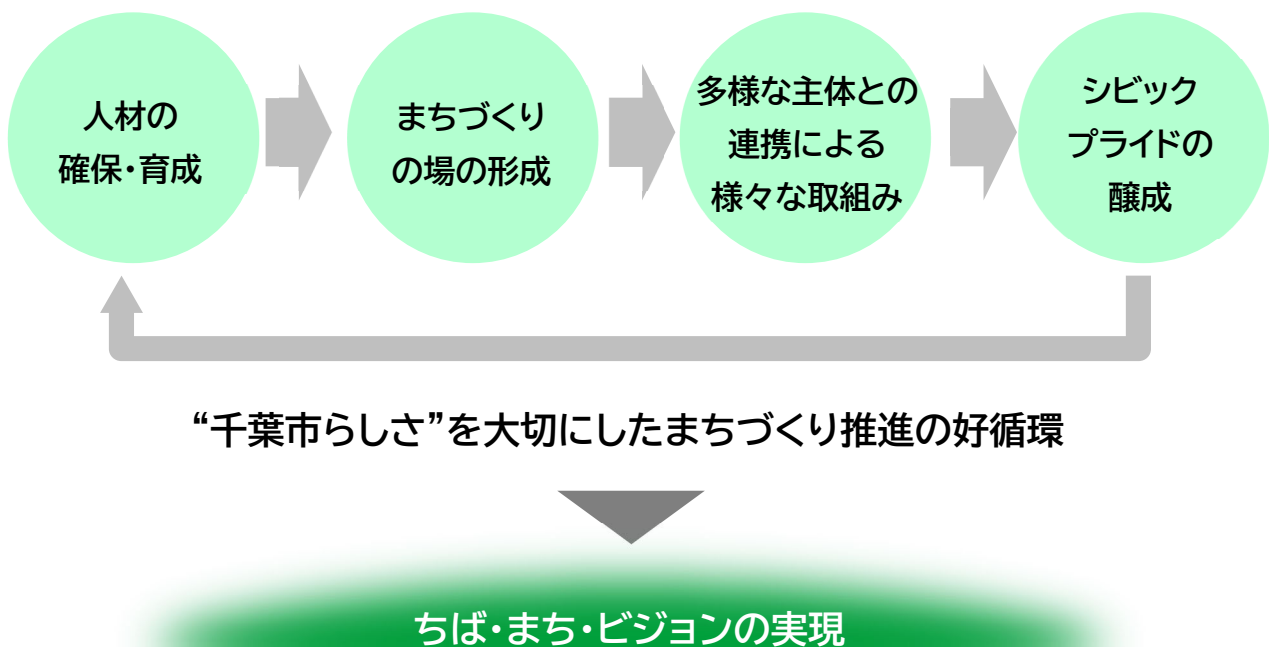 人材の
確保・育成
まちづくり
の場の形成
多様な主体との
連携による
様々な取組み
シビック
プライドの
醸成
“千葉市らしさ”を大切にしたまちづくり推進の好循環
ちば・まち・ビジョンの実現